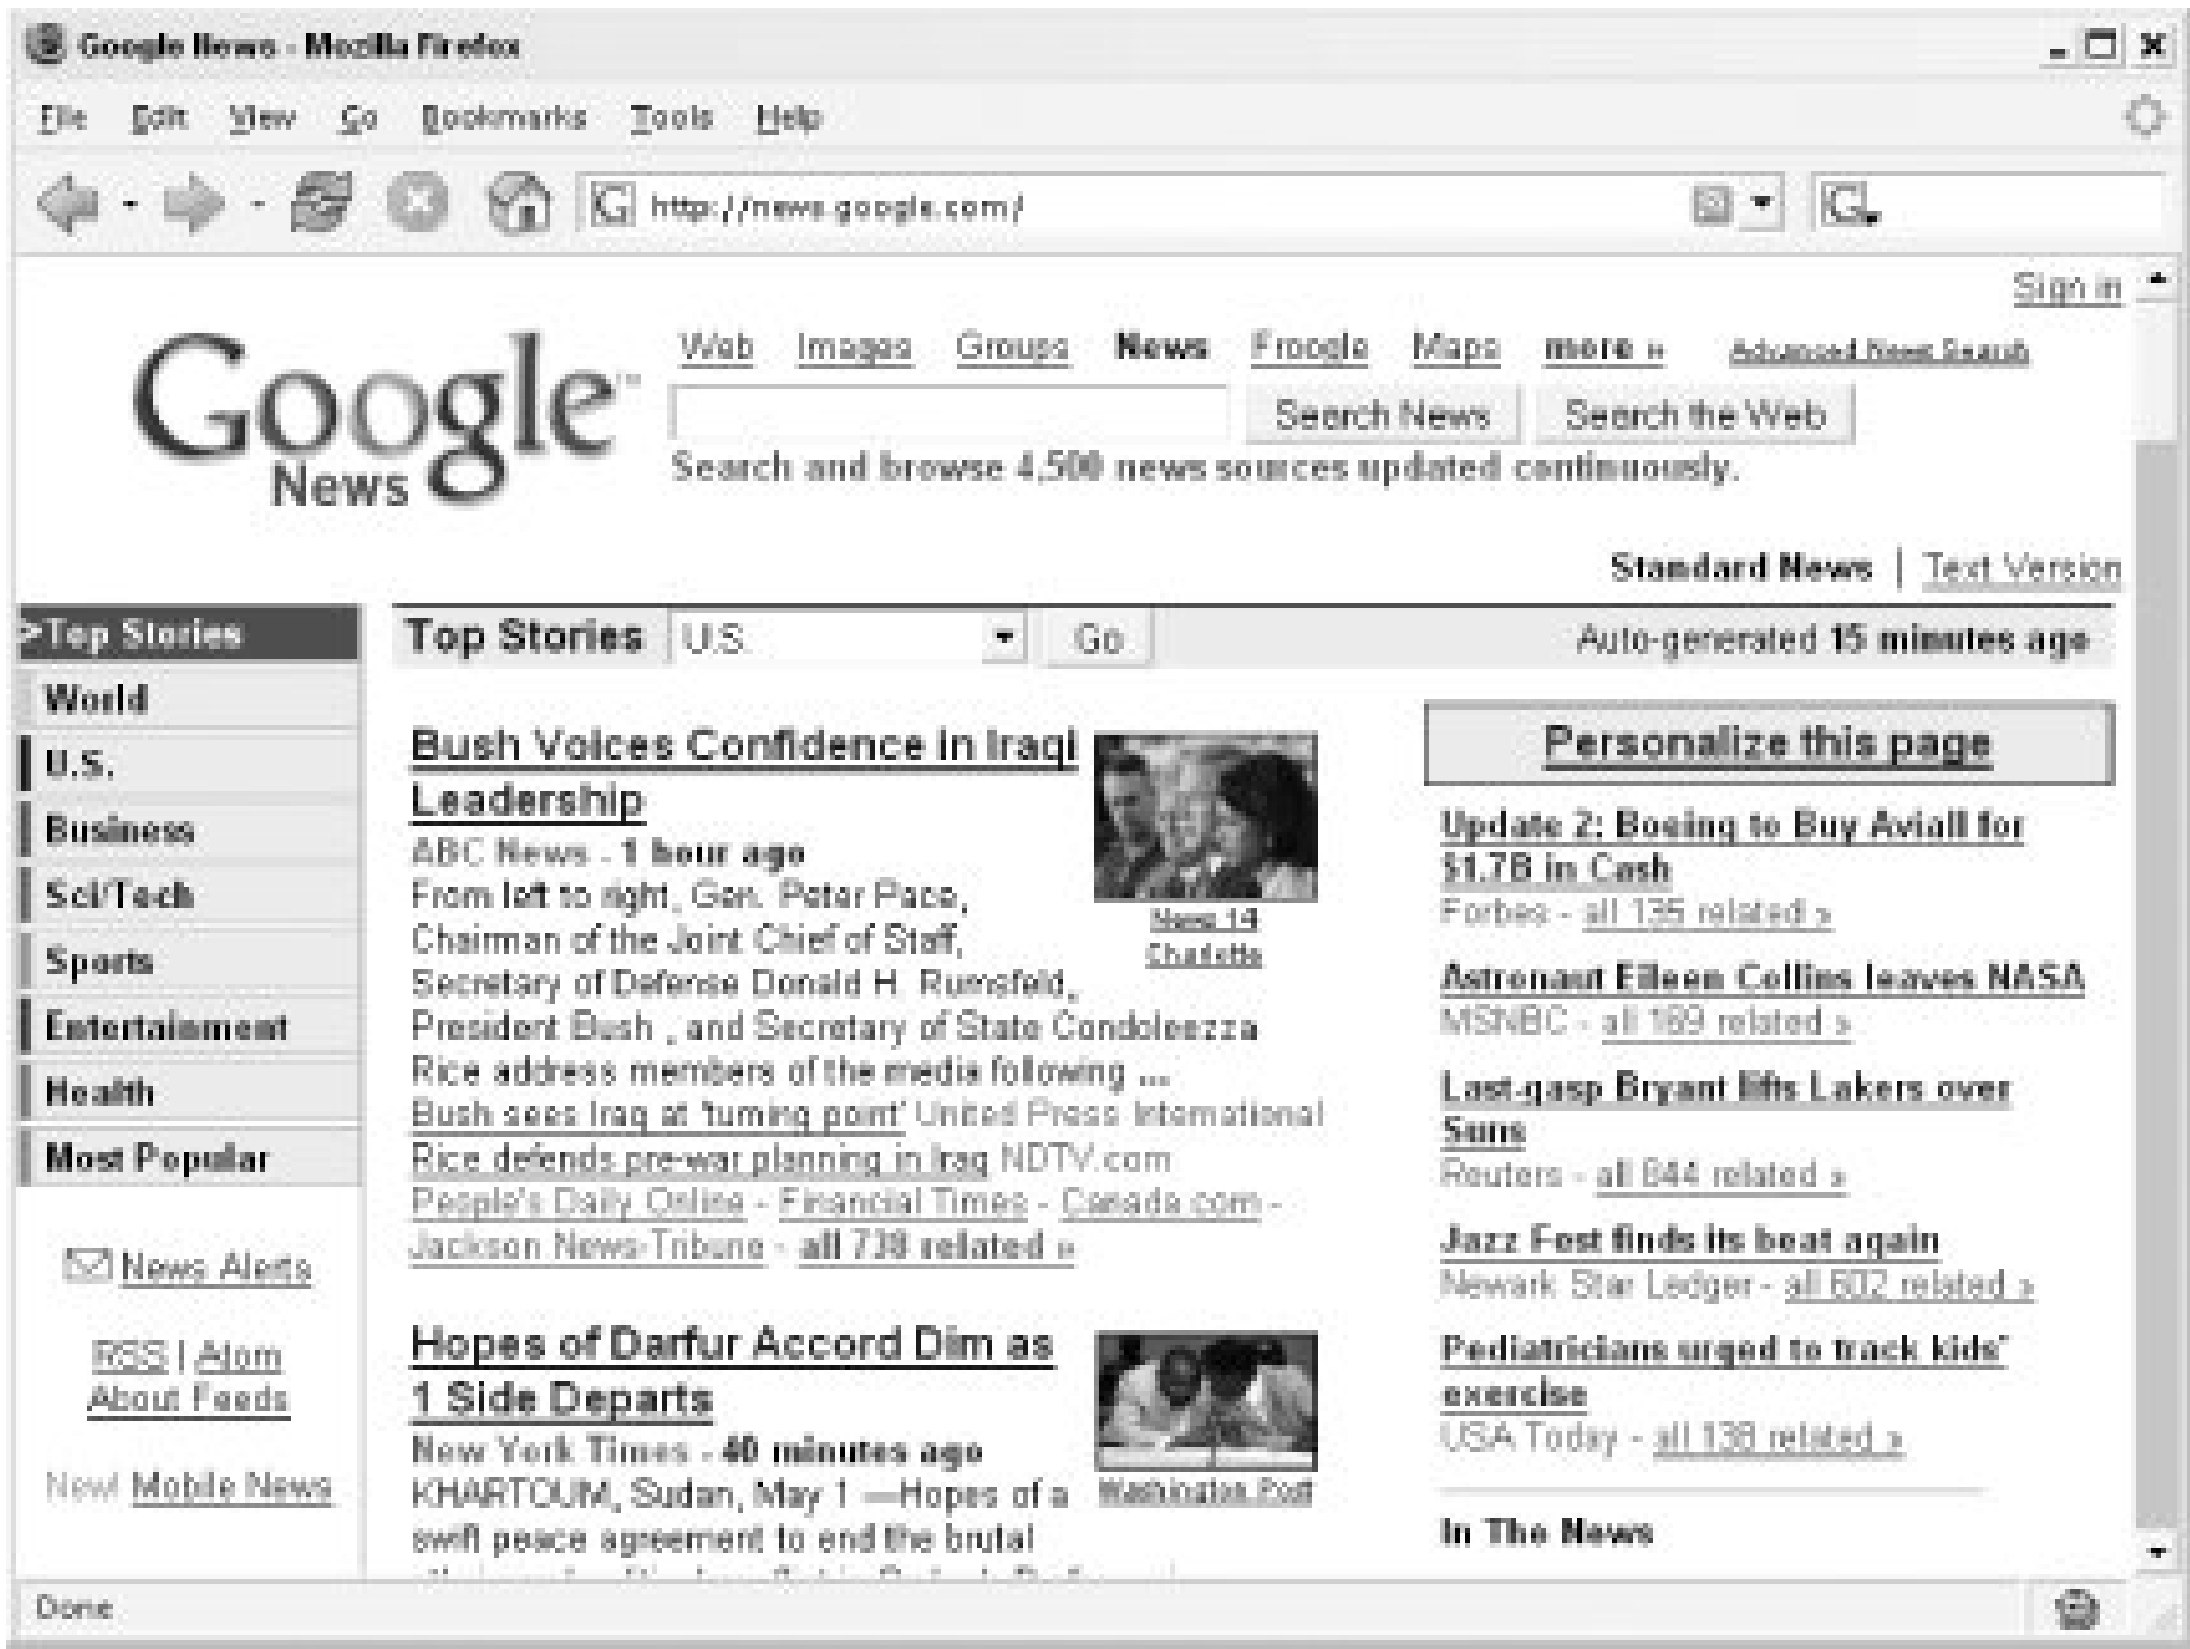 Google News - Mozilla Firefox
File Edit View Go Bookmarks Tools Help
http://news.google.com/
Sign in
Google™
News
Web Images Groups News Froogle Maps more » Advanced News Search
Search News Search the Web
Search and browse 4,500 news sources updated continuously.
Standard News | Text Version
>Top Stories
World
U.S.
Business
Sci/Tech
Sports
Entertainment
Health
Most Popular
News Alerts
RSS | Atom
About Feeds
New! Mobile News
Top Stories U.S. Go Auto-generated 15 minutes ago
Bush Voices Confidence in Iraqi
Leadership
ABC News - 1 hour ago
From left to right, Gen. Peter Pace,
Chairman of the Joint Chief of Staff,
Secretary of Defense Donald H. Rumsfeld,
President Bush , and Secretary of State Condoleezza
Rice address members of the media following ...
Bush sees Iraq at 'turning point' United Press International
Rice defends pre-war planning in Iraq NDTV.com
People's Daily Online - Financial Times - Canada.com -
Jackson News-Tribune - all 738 related »
News 14
Charlotte
Hopes of Darfur Accord Dim as
1 Side Departs
New York Times - 40 minutes ago
KHARTOUM, Sudan, May 1 —Hopes of a
swift peace agreement to end the brutal
Washington Post
Personalize this page
Update 2: Boeing to Buy Aviall for
$1.7B in Cash
Forbes - all 135 related »
Astronaut Eileen Collins leaves NASA
MSNBC - all 169 related »
Last-gasp Bryant lifts Lakers over
Suns
Reuters - all 844 related »
Jazz Fest finds its beat again
Newark Star Ledger - all 602 related »
Pediatricians urged to track kids'
exercise
USA Today - all 138 related »
In The News
Done